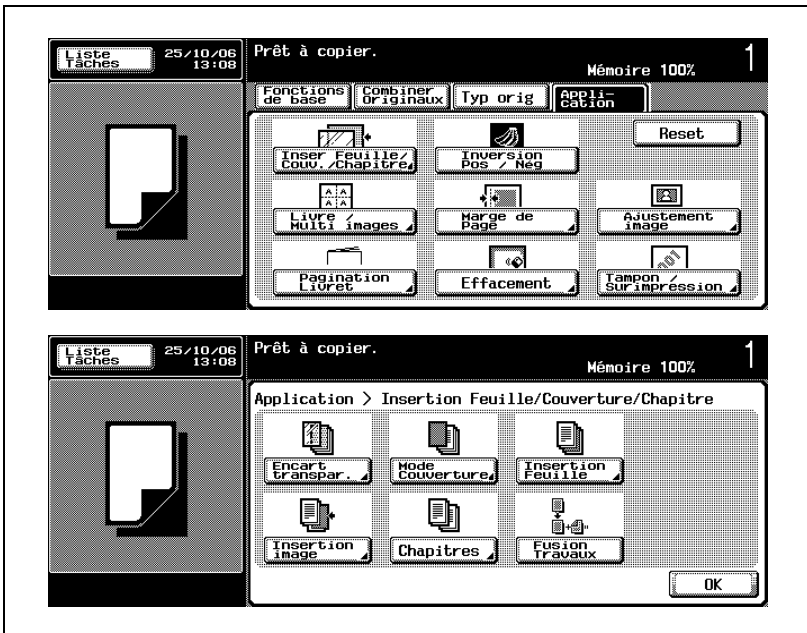 Liste
Tâches
25/10/06
13:08
Prêt à copier.
Mémoire 100%
1
Fonctions
de base
Combiner
Originaux
Typ orig
Appli-
cation
Inser Feuille/
Couv./Chapitre
Inversion
Pos / Nég
Reset
Livre /
Multi images
Marge de
Page
Ajustement
image
Pagination
Livret
Effacement
Tampon /
Surimpression
Liste
Tâches
25/10/06
13:08
Prêt à copier.
Mémoire 100%
1
Application > Insertion Feuille/Couverture/Chapitre
Encart
transpar.
Mode
Couverture
Insertion
Feuille
Insertion
image
Chapitres
Fusion
Travaux
OK